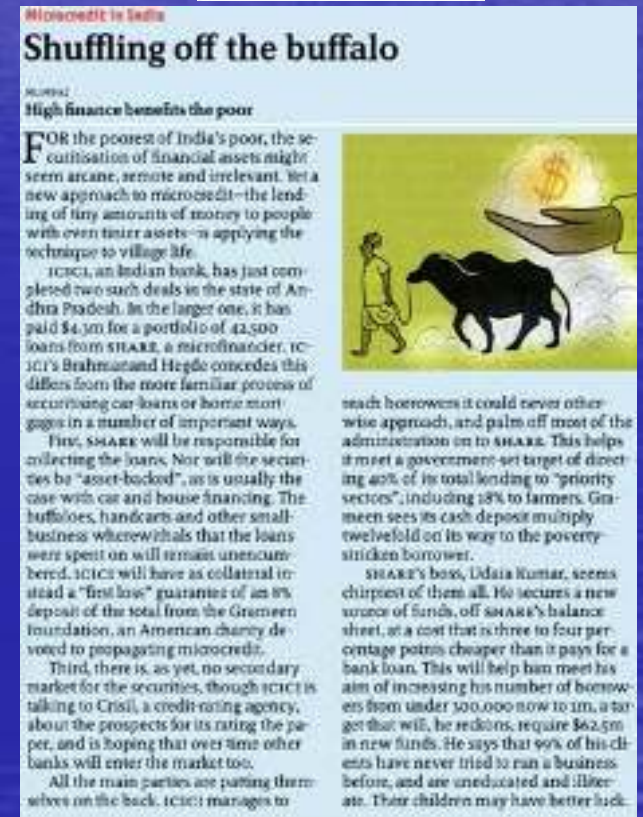 Microcredit in India
Shuffling off the buffalo
MUMBAI
High finance benefits the poor
FOR the poorest of India's poor, the se-
curitisation of financial assets might
seem arcane, remote and irrelevant. Yet a
new approach to microcredit—the lend-
ing of tiny amounts of money to people
with even tinier assets—is applying the
technique to village life.
ICICI, an Indian bank, has just com-
pleted two such deals in the state of An-
dhra Pradesh. In the larger one, it has
paid $4.3m for a portfolio of 42,500
loans from SHARE, a microfinancier. IC-
ICI's Brahmanand Hegde concedes this
differs from the more familiar process of
securitising car-loans or home mort-
gages in a number of important ways.
First, SHARE will be responsible for
collecting the loans. Nor will the securi-
ties be "asset-backed", as is usually the
case with car and house financing. The
buffaloes, handcarts and other small-
business wherewithals that the loans
were spent on will remain unencum-
bered. ICICI will have as collateral in-
stead a "first loss" guarantee of an 8%
deposit of the total from the Grameen
Foundation, an American charity de-
voted to propagating microcredit.
Third, there is, as yet, no secondary
market for the securities, though ICICI is
talking to Crisil, a credit-rating agency,
about the prospects for its rating the pa-
per, and is hoping that over time other
banks will enter the market too.
All the main parties are patting them-
selves on the back. ICICI manages to
$
reach borrowers it could never other-
wise approach, and palm off most of the
administration on to SHARE. This helps
it meet a government-set target of direct-
ing 40% of its total lending to "priority
sectors", including 18% to farmers. Gra-
meen sees its cash deposit multiply
twelvefold on its way to the poverty-
stricken borrower.
SHARE's boss, Udaia Kumar, seems
chirpiest of them all. He secures a new
source of funds, off SHARE's balance
sheet, at a cost that is three to four per-
centage points cheaper than it pays for a
bank loan. This will help him meet his
aim of increasing his number of borrow-
ers from under 300,000 now to 1m, a tar-
get that will, he reckons, require $62.5m
in new funds. He says that 99% of his cli-
ents have never tried to run a business
before, and are uneducated and illiter-
ate. Their children may have better luck.